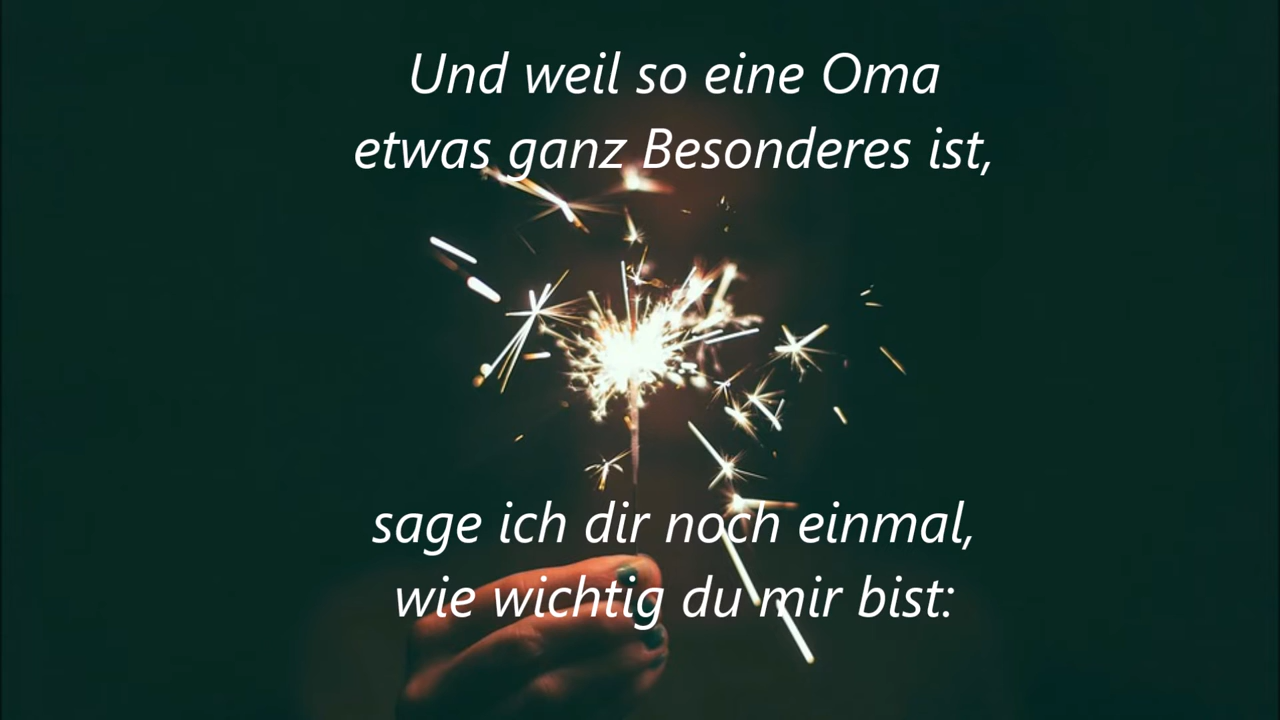 Und weil so eine Oma
etwas ganz Besonderes ist,
sage ich dir noch einmal,
wie wichtig du mir bist: